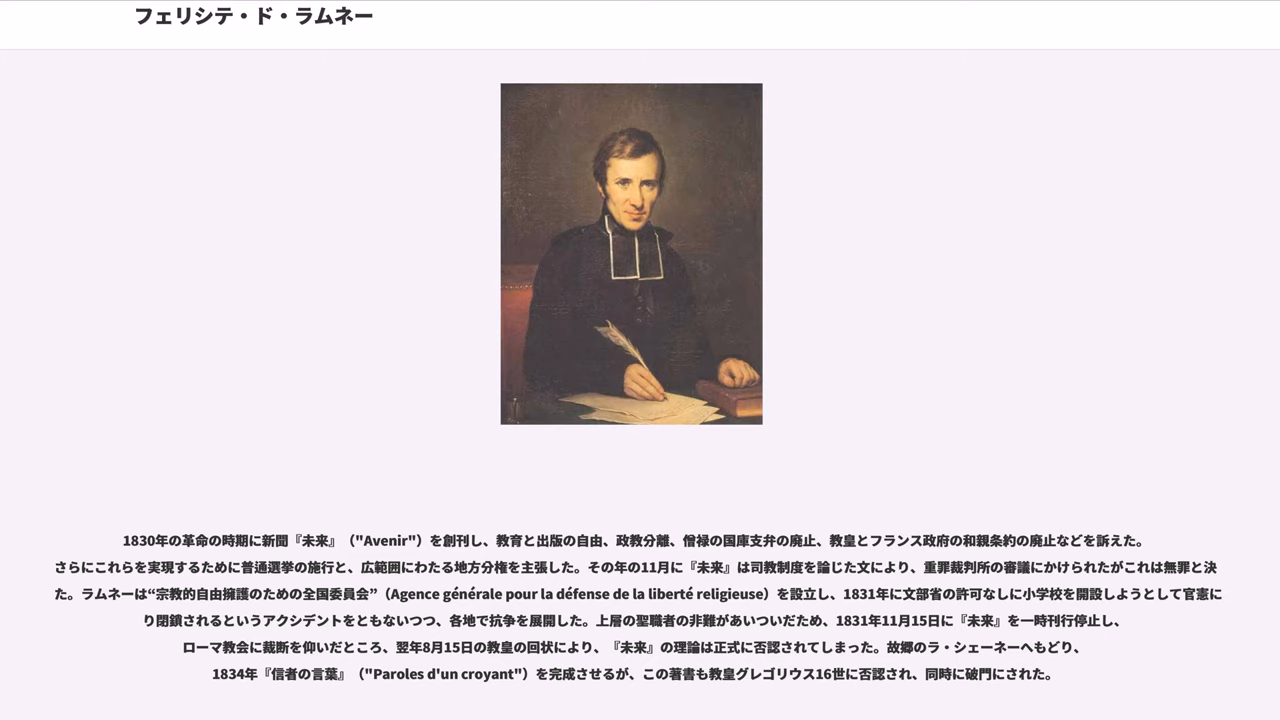 フェリシテ・ド・ラムネー
1830年の革命の時期に新聞『未来』（"Avenir"）を創刊し、教育と出版の自由、政教分離、僧禄の国庫支弁の廃止、教皇とフランス政府の和親条約の廃止などを訴えた。
さらにこれらを実現するために普通選挙の施行と、広範囲にわたる地方分権を主張した。その年の11月に『未来』は司教制度を論じた文により、重罪裁判所の審議にかけられたがこれは無罪と決
た。ラムネーは“宗教的自由擁護のための全国委員会”（Agence générale pour la défense de la liberté religieuse）を設立し、1831年に文部省の許可なしに小学校を開設しようとして官憲に
り閉鎖されるというアクシデントをともないつつ、各地で抗争を展開した。上層の聖職者の非難があいついだため、1831年11月15日に『未来』を一時刊行停止し、
ローマ教会に裁断を仰いだところ、翌年8月15日の教皇の回状により、『未来』の理論は正式に否認されてしまった。故郷のラ・シェーネーへもどり、
1834年『信者の言葉』（"Paroles d'un croyant"）を完成させるが、この著書も教皇グレゴリウス16世に否認され、同時に破門にされた。